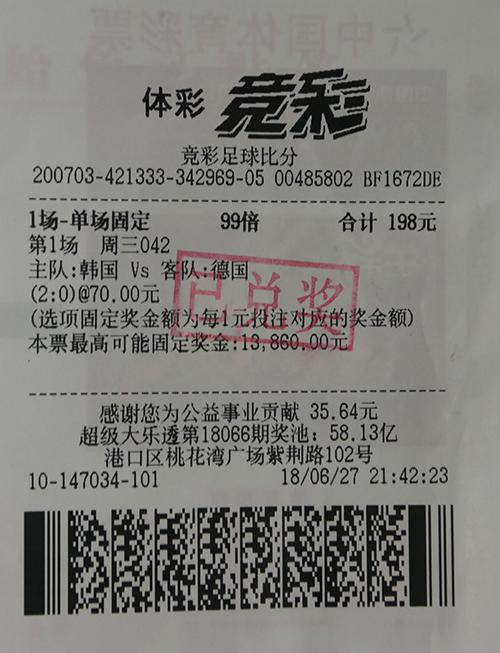 体彩 竞彩
竞彩足球比分
200703-421333-342969-05 00485802 BF1672DE
1场-单场固定 99倍 合计 198元
第1场 周三042
主队:韩国 Vs 客队:德国
(2:0)@70.00元
已兑奖
(选项固定奖金额为每1元投注对应的奖金额)
本票最高可能固定奖金:13,860.00元
感谢您为公益事业贡献 35.64元
超级大乐透第18066期奖池: 58.13亿
港口区桃花湾广场紫荆路102号
10-147034-101 18/06/27 21:42:23